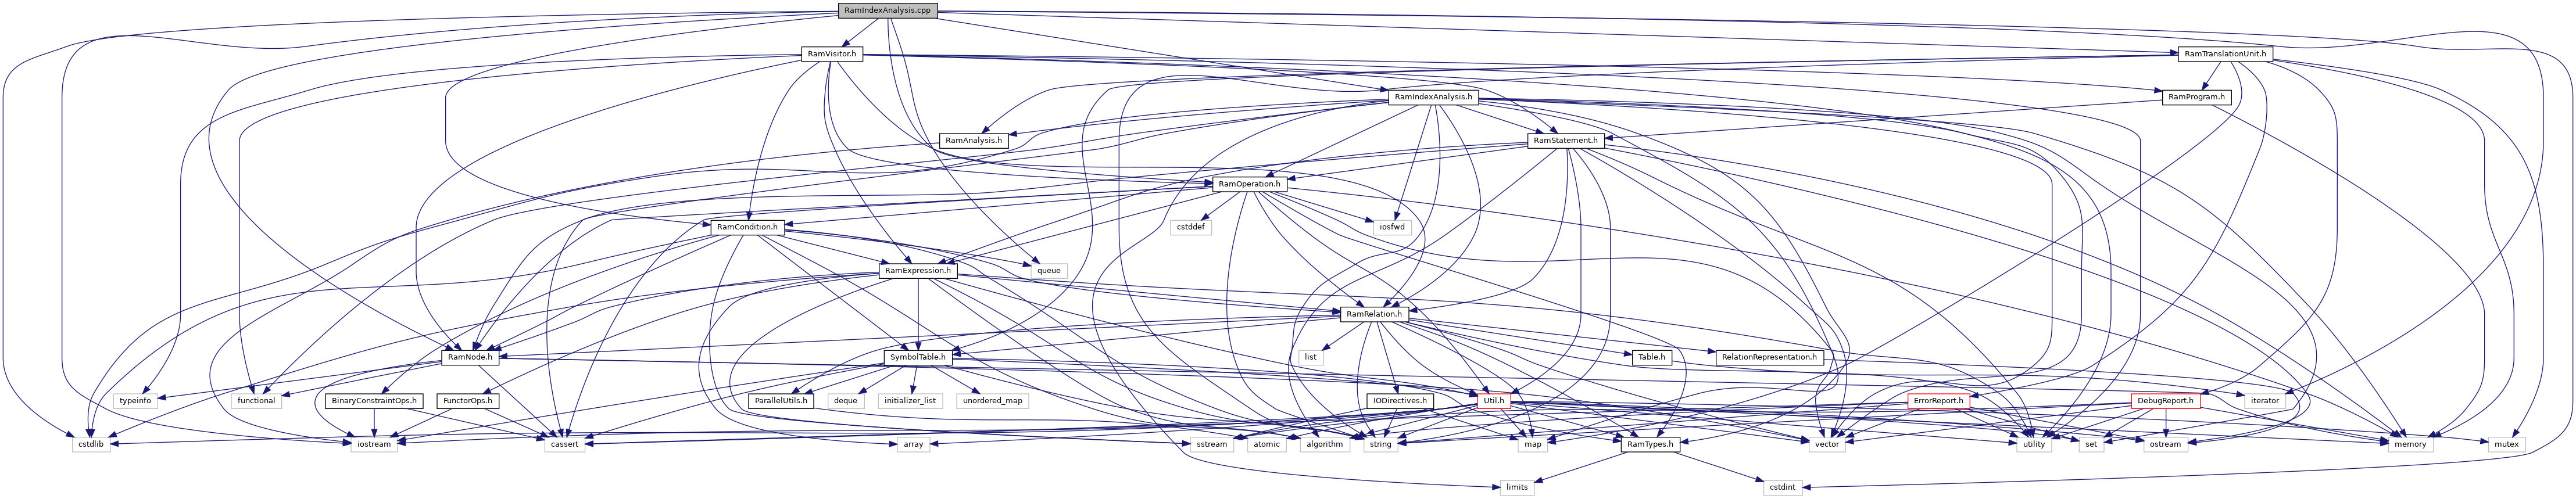 RamIndexAnalysis.cpp
RamVisitor.h
RamTranslationUnit.h
RamIndexAnalysis.h
RamProgram.h
RamAnalysis.h
RamStatement.h
RamOperation.h
RamCondition.h
cstddef
iosfwd
RamExpression.h
queue
RamRelation.h
RamNode.h
SymbolTable.h
list
Table.h
RelationRepresentation.h
typeinfo
functional
BinaryConstraintOps.h
FunctorOps.h
ParallelUtils.h
deque
initializer_list
unordered_map
IODirectives.h
Util.h
ErrorReport.h
DebugReport.h
iterator
cstdlib
iostream
cassert
array
sstream
atomic
algorithm
string
map
RamTypes.h
vector
utility
set
ostream
memory
mutex
limits
cstdint